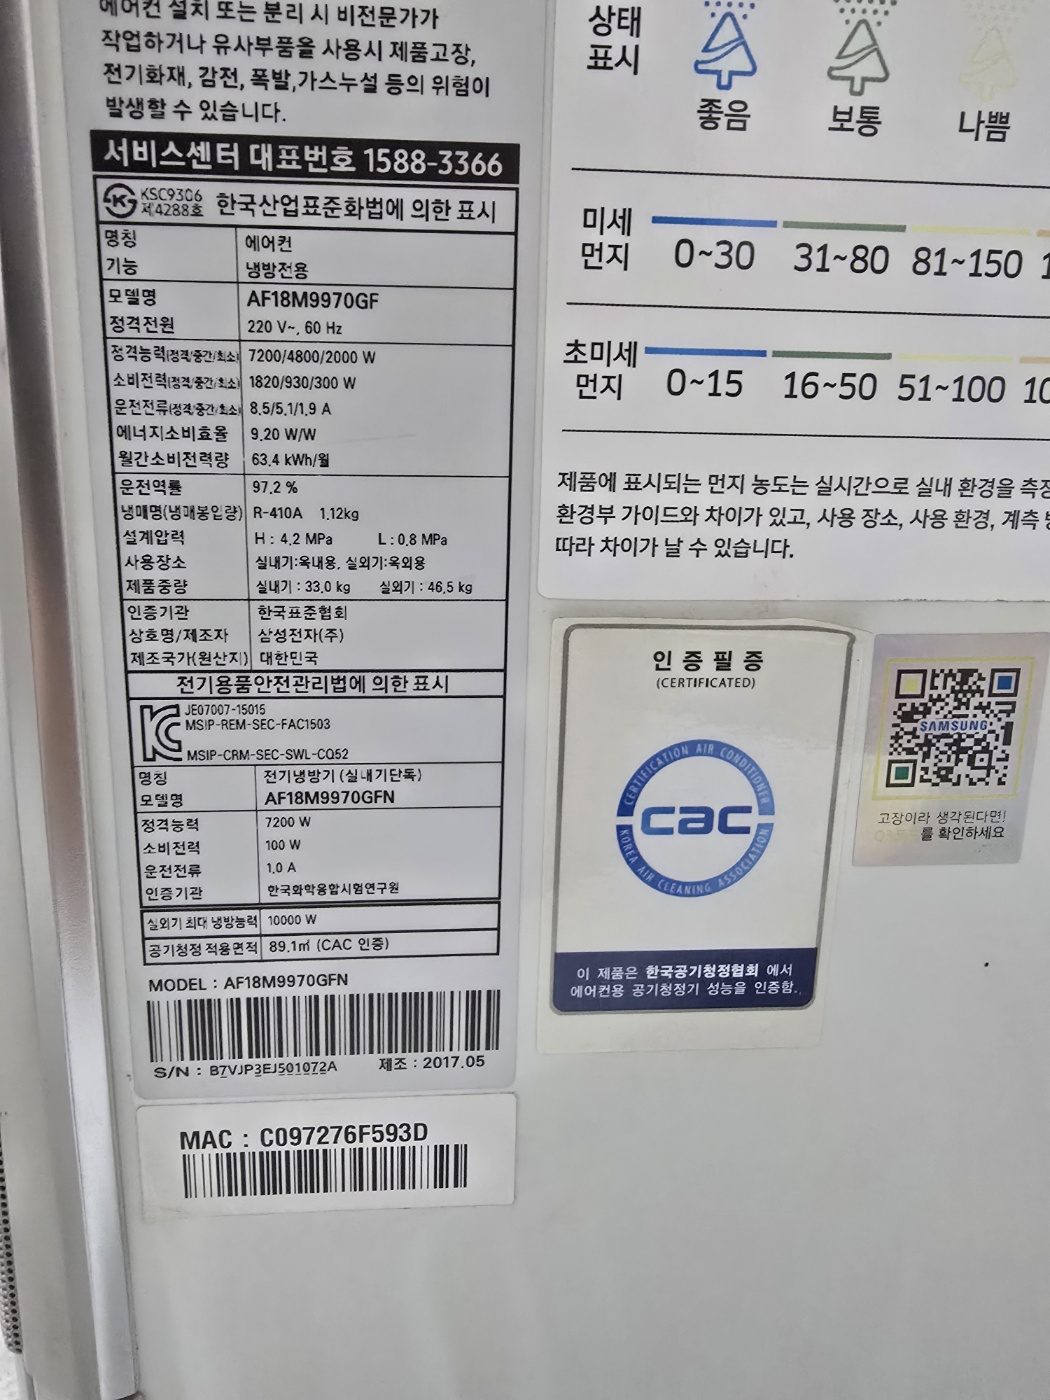 에어컨 설치 또는 분리 시 비전문가가
작업하거나 유사부품을 사용시 제품고장,
전기화재, 감전, 폭발,가스누설 등의 위험이
발생할 수 있습니다.
서비스센터 대표번호 1588-3366
KSC9306
제4288호
한국산업표준화법에 의한 표시
명칭 에어컨
기능 냉방전용
모델명 AF18M9970GF
정격전원 220 V~, 60 Hz
정격능력(정격/중간/최소) 7200/4800/2000 W
소비전력(정격/중간/최소) 1820/930/300 W
운전전류(정격/중간/최소) 8.5/5.1/1.9 A
에너지소비효율 9.20 W/W
월간소비전력량 63.4 kWh/월
운전역률 97.2 %
냉매명(냉매봉입량) R-410A 1.12kg
설계압력 H : 4.2 MPa L : 0.8 MPa
사용장소 실내기:옥내용, 실외기:옥외용
제품중량 실내기 : 33.0 kg 실외기 : 46.5 kg
인증기관 한국표준협회
상호명/제조자 삼성전자(주)
제조국가(원산지) 대한민국
전기용품안전관리법에 의한 표시
JE07007-15015
MSIP-REM-SEC-FAC1503
MSIP-CRM-SEC-SWL-CQ52
명칭 전기냉방기 (실내기단독)
모델명 AF18M9970GFN
정격능력 7200 W
소비전력 100 W
운전전류 1.0 A
인증기관 한국화학융합시험연구원
실외기 최대 냉방능력 10000 W
공기청정 적용면적 89.1㎡ (CAC 인증)
MODEL : AF18M9970GFN
S/N : B7VJP3EJ501072A 제조 : 2017.05
MAC : C097276F593D
상태
표시
좋음 보통 나쁨
미세
먼지
0~30 31~80 81~150
초미세
먼지
0~15 16~50 51~100
제품에 표시되는 먼지 농도는 실시간으로 실내 환경을
환경부 가이드와 차이가 있고, 사용 장소, 사용 환경, 계측
따라 차이가 날 수 있습니다.
인증필증
(CERTIFICATED)
CERTIFICATION AIR CONDITIONER
cac
KOREA AIR CLEANING ASSOCIATION
이 제품은 한국공기청정협회 에서
에어컨용 공기청정기 성능을 인증함.
SAMSUNG
고장이라 생각된다면!
를 확인하세요